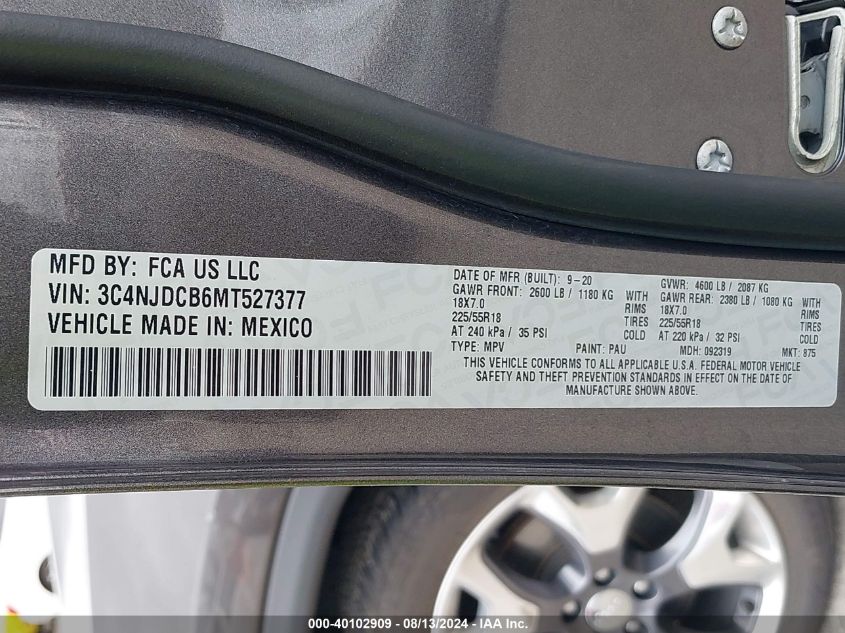 MFD BY: FCA US LLC
VIN: 3C4NJDCB6MT527377
VEHICLE MADE IN: MEXICO
DATE OF MFR (BUILT): 9-20
GAWR FRONT: 2600 LB / 1180 KG WITH
18X7.0 RIMS
225/55R18 TIRES
AT 240 kPa / 35 PSI COLD
GVWR: 4600 LB / 2087 KG
GAWR REAR: 2380 LB / 1080 KG WITH
18X7.0 RIMS
225/55R18 TIRES
AT 220 kPa / 32 PSI COLD
TYPE: MPV PAINT: PAU MDH: 092319 MKT: 875
THIS VEHICLE CONFORMS TO ALL APPLICABLE U.S.A. FEDERAL MOTOR VEHICLE
SAFETY AND THEFT PREVENTION STANDARDS IN EFFECT ON THE DATE OF
MANUFACTURE SHOWN ABOVE.
000-40102909 - 08/13/2024 - IAA Inc.